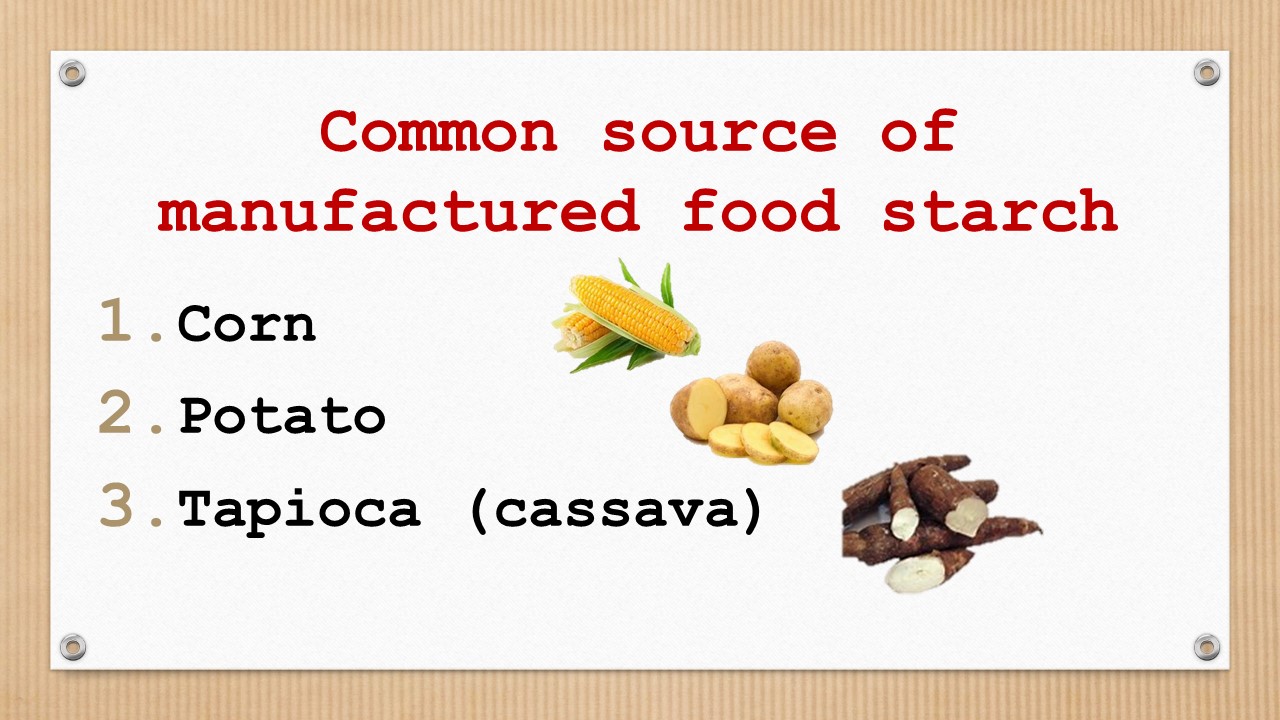 Common source of
manufactured food starch
1.Corn
2.Potato
3.Tapioca (cassava)